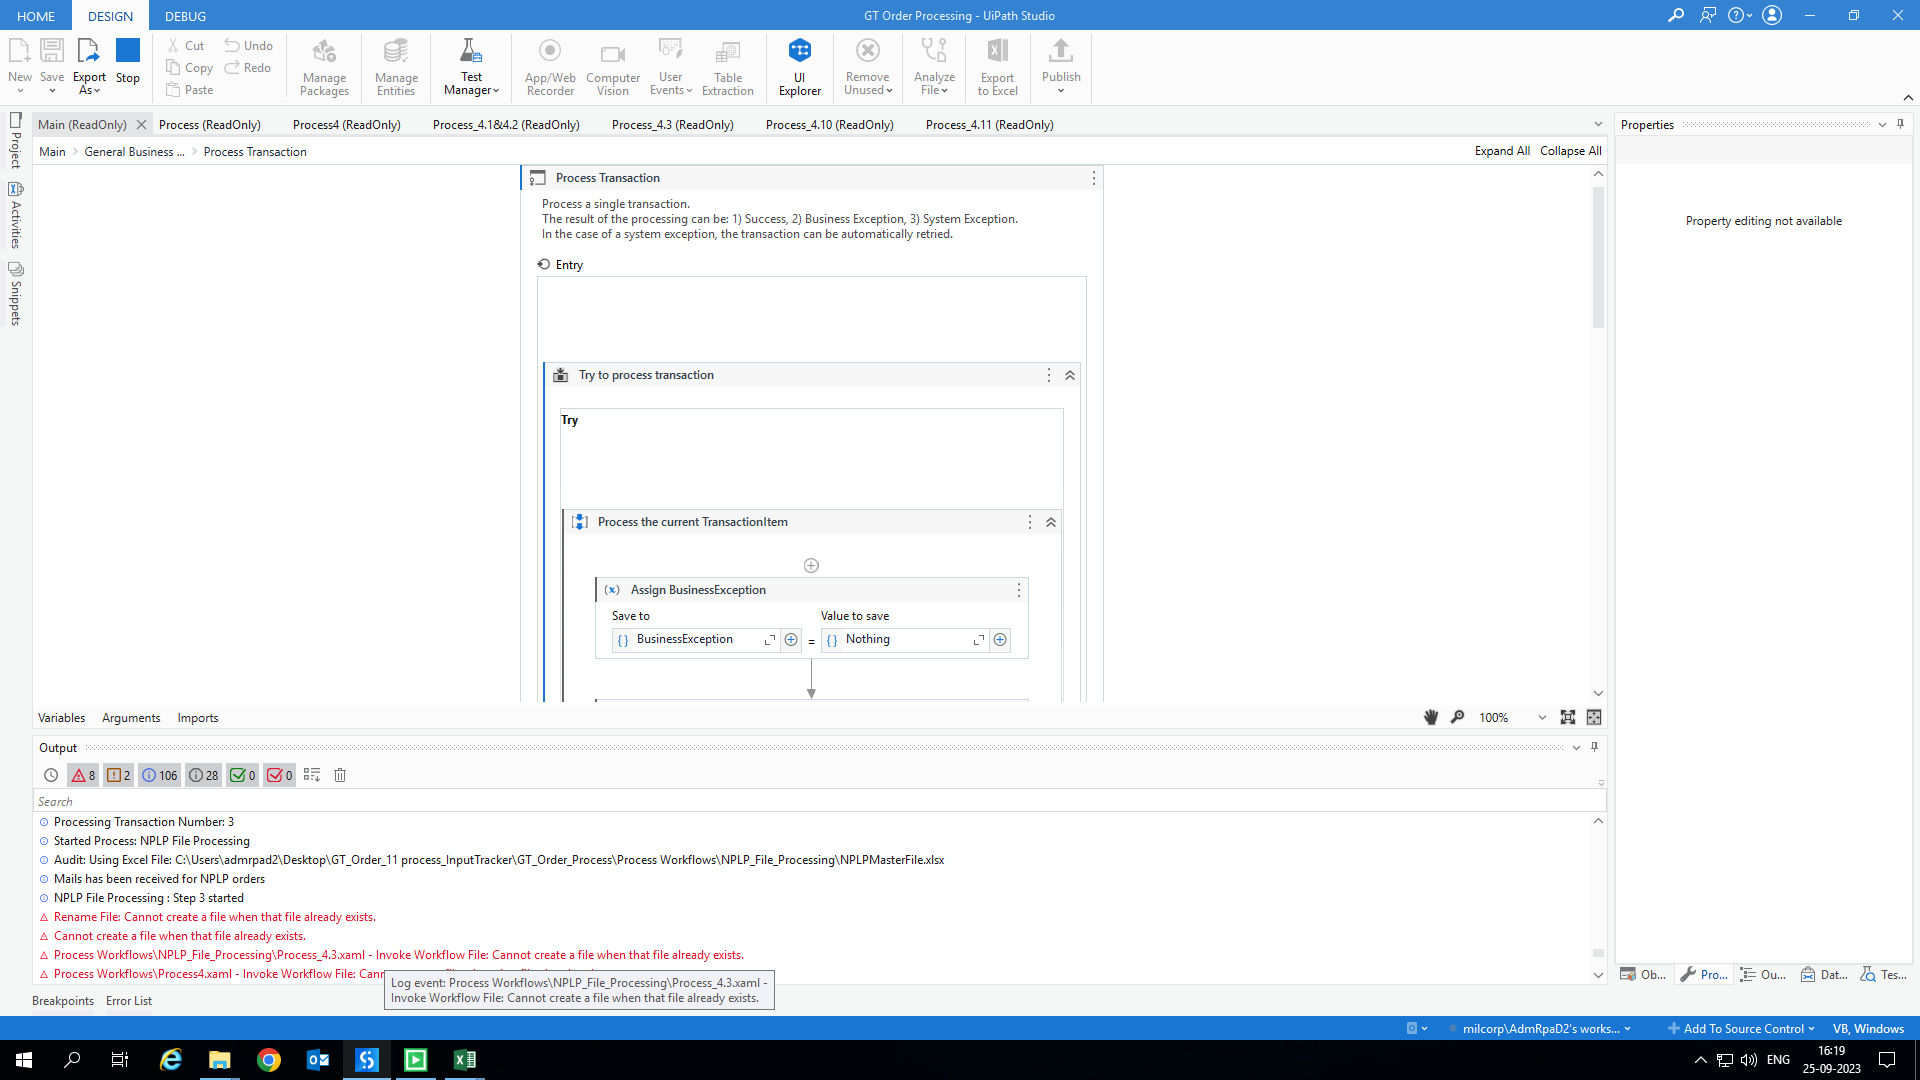 HOME DESIGN DEBUG GT Order Processing - UiPath Studio
New Save Export As Stop Cut Copy Paste Undo Redo Manage Packages Manage Entities Test Manager App/Web Recorder Computer Vision User Events Table Extraction UI Explorer Remove Unused Analyze File Export to Excel Publish
Main (ReadOnly) Process (ReadOnly) Process4 (ReadOnly) Process_4.1&4.2 (ReadOnly) Process_4.3 (ReadOnly) Process_4.10 (ReadOnly) Process_4.11 (ReadOnly)
Properties
Project
Activities
Snippets
Main General Business ... Process Transaction Expand All Collapse All
Process Transaction
Process a single transaction.
The result of the processing can be: 1) Success, 2) Business Exception, 3) System Exception.
In the case of a system exception, the transaction can be automatically retried.
Property editing not available
Entry
Try to process transaction
Try
Process the current TransactionItem
(x) Assign BusinessException
Save to Value to save
{} BusinessException = {} Nothing
Variables Arguments Imports 100%
Output
8 2 106 28 0 0
Search
Processing Transaction Number: 3
Started Process: NPLP File Processing
Audit: Using Excel File: C:\Users\admrpad2\Desktop\GT_Order_11 process_InputTracker\GT_Order_Process\Process Workflows\NPLP_File_Processing\NPLPMasterFile.xlsx
Mails has been received for NPLP orders
NPLP File Processing : Step 3 started
Rename File: Cannot create a file when that file already exists.
Cannot create a file when that file already exists.
Process Workflows\NPLP_File_Processing\Process_4.3.xaml - Invoke Workflow File: Cannot create a file when that file already exists.
Process Workflows\Process4.xaml - Invoke Workflow File:
Log event: Process Workflows\NPLP_File_Processing\Process_4.3.xaml -
Invoke Workflow File: Cannot create a file when that file already exists.
Ob... Pro... Ou... Dat... Tes...
Breakpoints Error List
milcorp\AdmRpaD2's works... Add To Source Control VB, Windows
ENG 16:19
25-09-2023